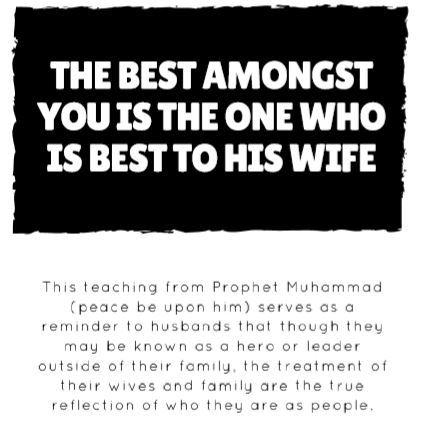 THE BEST AMONGST
YOU IS THE ONE WHO
IS BEST TO HIS WIFE
This teaching from Prophet Muhammad
(peace be upon him) serves as a
reminder to husbands that though they
may be known as a hero or leader
outside of their family, the treatment of
their wives and family are the true
reflection of who they are as people.